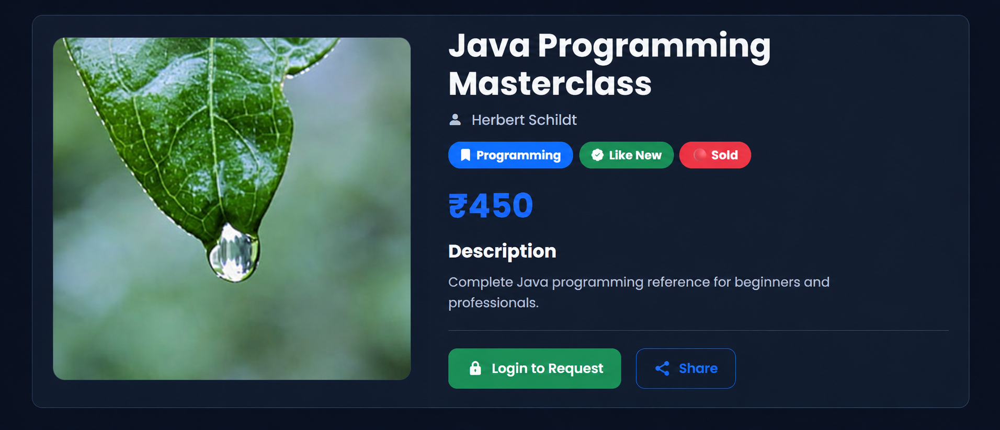 Java Programming
Masterclass
Herbert Schildt
Programming
Like New
Sold
₹450
Description
Complete Java programming reference for beginners and
professionals.
Login to Request
Share